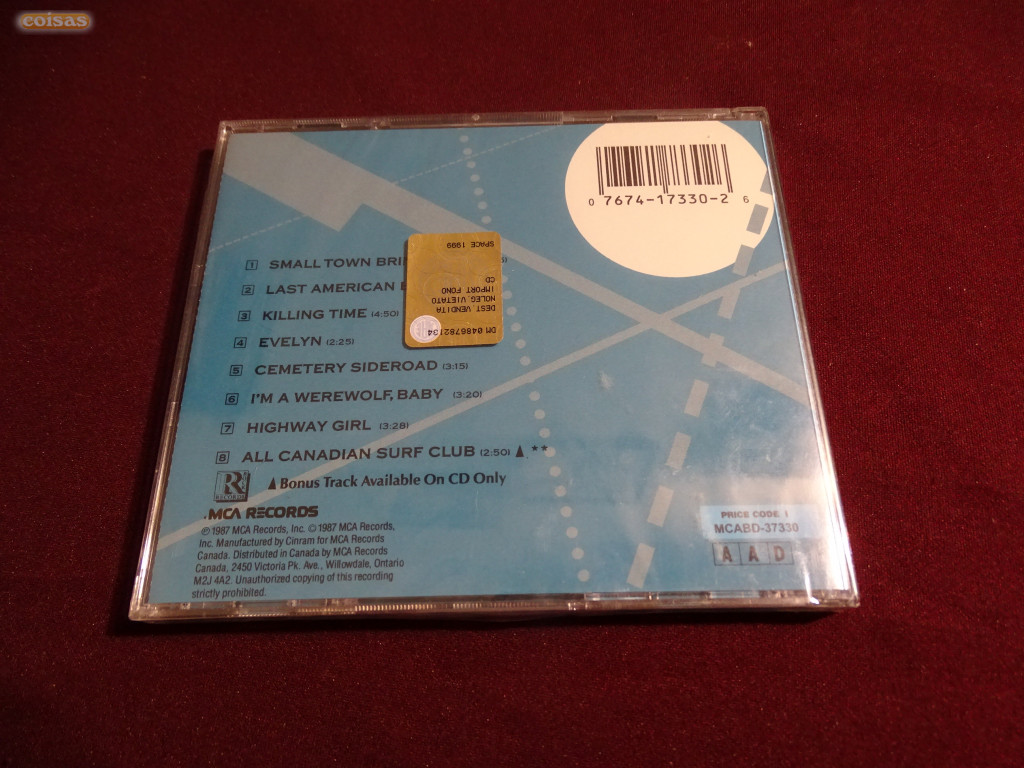 coisas
0 7674-17330-2 6
1 SMALL TOWN
2 LAST AMERICAN
3 KILLING TIME (4:50)
4 EVELYN (2:25)
5 CEMETERY SIDEROAD (3:15)
6 I'M A WEREWOLF, BABY (3:20)
7 HIGHWAY GIRL (3:28)
8 ALL CANADIAN SURF CLUB (2:50) ▲ **
▲ Bonus Track Available On CD Only
R
RECORDS
MCA RECORDS
℗ 1987 MCA Records, Inc. © 1987 MCA Records,
Inc. Manufactured by Cinram for MCA Records
Canada. Distributed in Canada by MCA Records
Canada, 2450 Victoria Pk. Ave., Willowdale, Ontario
M2J 4A2. Unauthorized copying of this recording
strictly prohibited.
SPACE 1999
CD
IMPORT FONO
NOLEG.VIETATO
DEST VENDITA
DM
PRICE CODE: I
MCABD-37330
A A D